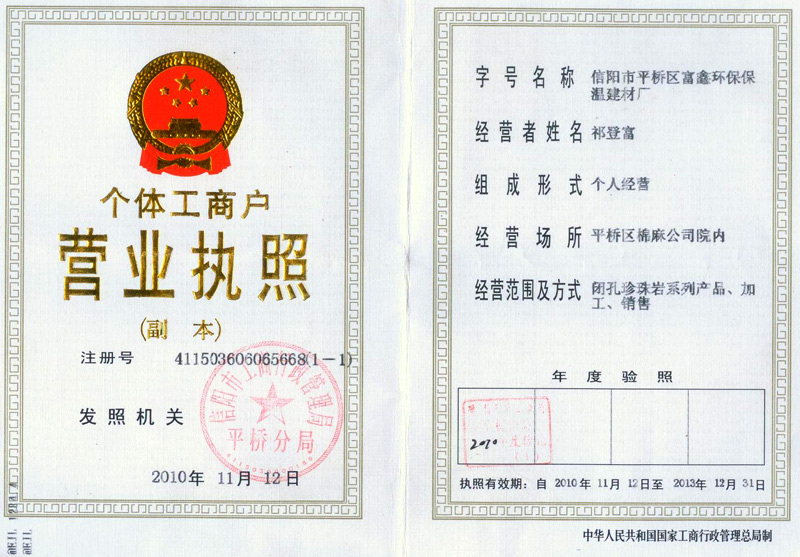 个体工商户
营业执照
(副 本)
注册号 411503606065668(1-1)
发照机关
信阳市工商行政管理局
平桥分局
2010年 11月 12日
字号名称 信阳市平桥区富鑫环保保
温建材厂
经营者姓名 祁登富
组成形式 个人经营
经营场所 平桥区棉麻公司院内
经营范围及方式 闭孔珍珠岩系列产品、加
工、销售
年度验照
2010
执照有效期：自 2010年 11月 12日至 2013年 12月 31日
中华人民共和国国家工商行政管理总局制